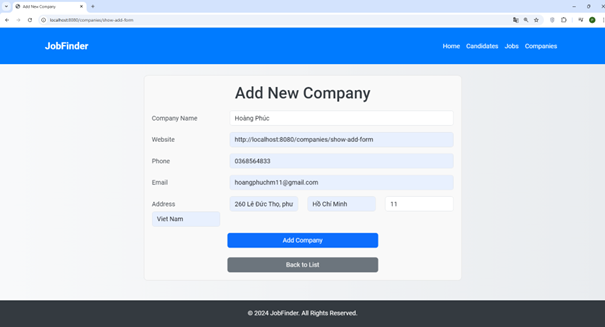 Add New Company
localhost:8080/companies/show-add-form
JobFinder
Home Candidates Jobs Companies
Add New Company
Company Name Hoàng Phúc
Website http://localhost:8080/companies/show-add-form
Phone 0368564833
Email hoangphuchm11@gmail.com
Address 260 Lê Đức Thọ, phu Hồ Chí Minh 11
Viet Nam
Add Company
Back to List
© 2024 JobFinder. All Rights Reserved.